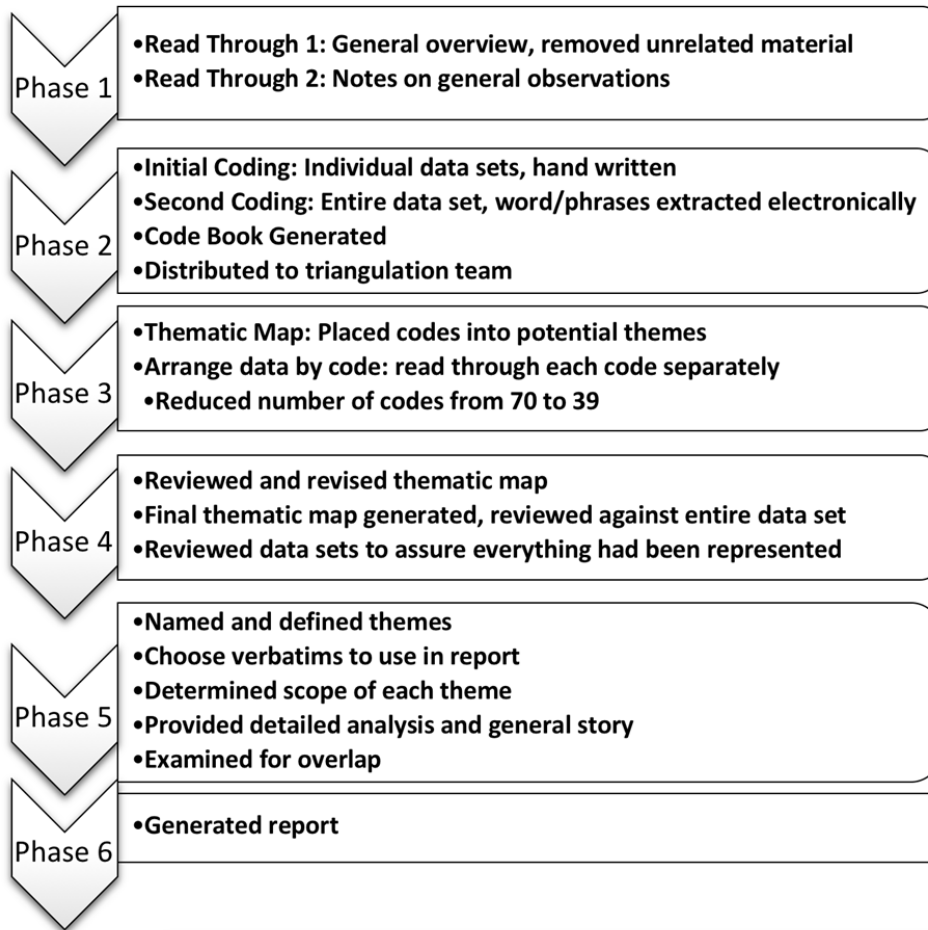 Phase 1
•Read Through 1: General overview, removed unrelated material
•Read Through 2: Notes on general observations
Phase 2
•Initial Coding: Individual data sets, hand written
•Second Coding: Entire data set, word/phrases extracted electronically
•Code Book Generated
•Distributed to triangulation team
Phase 3
•Thematic Map: Placed codes into potential themes
•Arrange data by code: read through each code separately
•Reduced number of codes from 70 to 39
Phase 4
•Reviewed and revised thematic map
•Final thematic map generated, reviewed against entire data set
•Reviewed data sets to assure everything had been represented
Phase 5
•Named and defined themes
•Choose verbatims to use in report
•Determined scope of each theme
•Provided detailed analysis and general story
•Examined for overlap
Phase 6
•Generated report